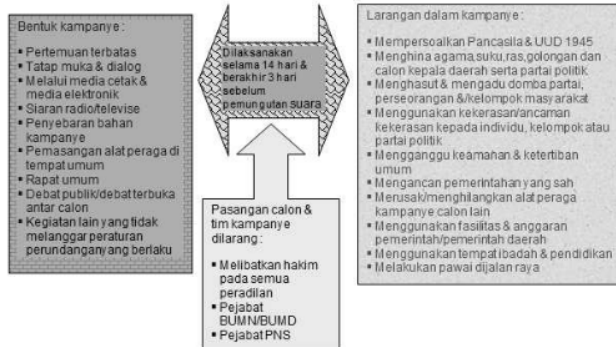 Bentuk kampanye :
▪ Pertemuan terbatas
▪ Tatap muka & dialog
▪ Melalui media cetak &
media elektronik
▪ Siaran radio/televise
▪ Penyebaran bahan
kampanye
▪ Pemasangan alat peraga di
tempat umum
▪ Rapat umum
▪ Debat publik/debat terbuka
antar calon
▪ Kegiatan lain yang tidak
melanggar peraturan
perundanganyang berlaku
Dilaksanakan
selama 14 hari &
berakhir 3 hari
sebelum
pemungutan suara
Pasangan calon &
tim kampanye
dilarang :
▪ Melibatkan hakim
pada semua
peradilan
▪ Pejabat
BUMN/BUMD
▪ Pejabat PNS
Larangan dalam kampanye :
▪ Mempersoalkan Pancasila & UUD 1945
▪ Menghina agama,suku,ras,golongan dan
calon kepala daerah serta partai politik
▪ Menghasut & mengadu domba partai,
perseorangan &/kelompok masyarakat
▪ Menggunakan kekerasan/ancaman
kekerasan kepada individu, kelompok atau
partai politik
▪ Mengganggu keamahan & ketertiban
umum
▪ Mengancan pemerintahan yang sah
▪ Merusak/menghilangkan alat peraga
kampanye calon lain
▪ Menggunakan fasilitas & anggaran
pemerintah/pemerintah daerah
▪ Menggunakan tempat ibadah & pendidikan
▪ Melakukan pawai dijalan raya